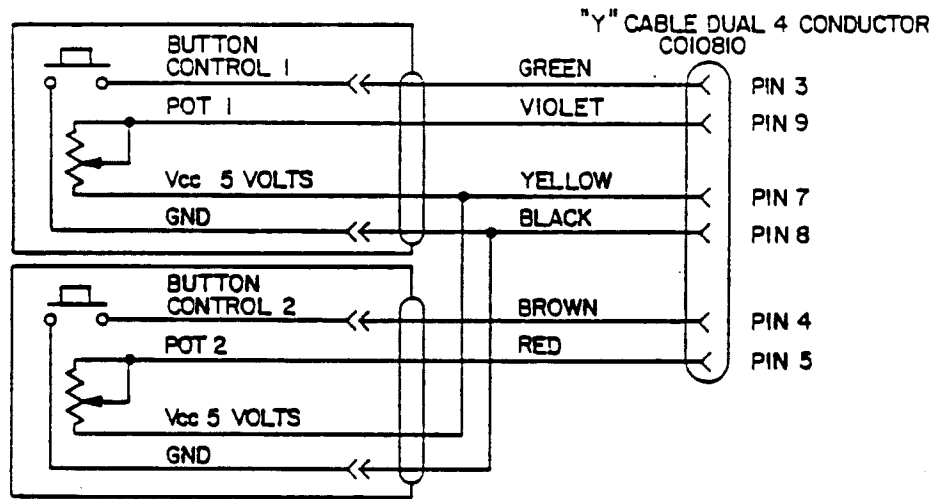 "Y" CABLE DUAL 4 CONDUCTOR
CO10810
BUTTON
CONTROL 1
GREEN
PIN 3
POT 1
VIOLET
PIN 9
Vcc 5 VOLTS
YELLOW
PIN 7
GND
BLACK
PIN 8
BUTTON
CONTROL 2
BROWN
PIN 4
POT 2
RED
PIN 5
Vcc 5 VOLTS
GND